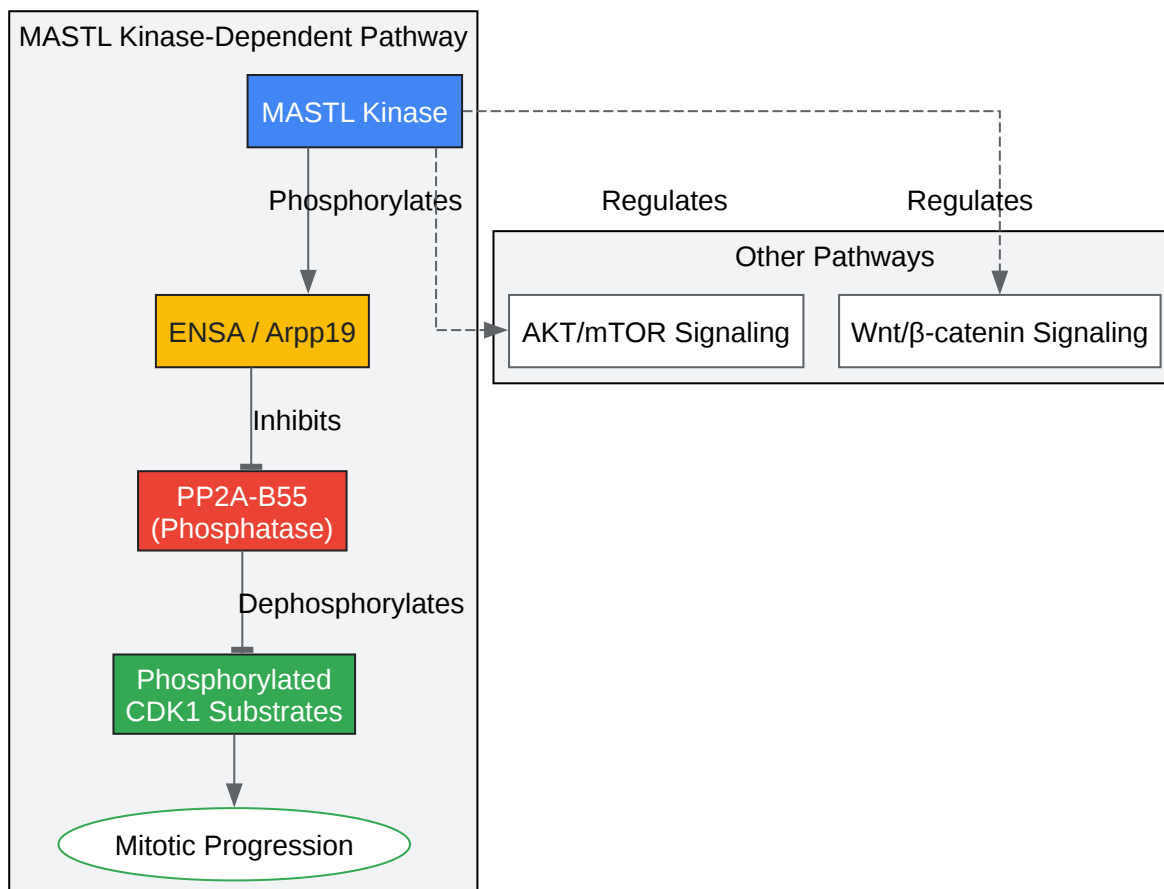 MASTL Kinase-Dependent Pathway
MASTL Kinase
Phosphorylates
Regulates
Regulates
Other Pathways
ENSA / Arpp19
AKT/mTOR Signaling
Wnt/β-catenin Signaling
Inhibits
PP2A-B55
(Phosphatase)
Dephosphorylates
Phosphorylated
CDK1 Substrates
Mitotic Progression